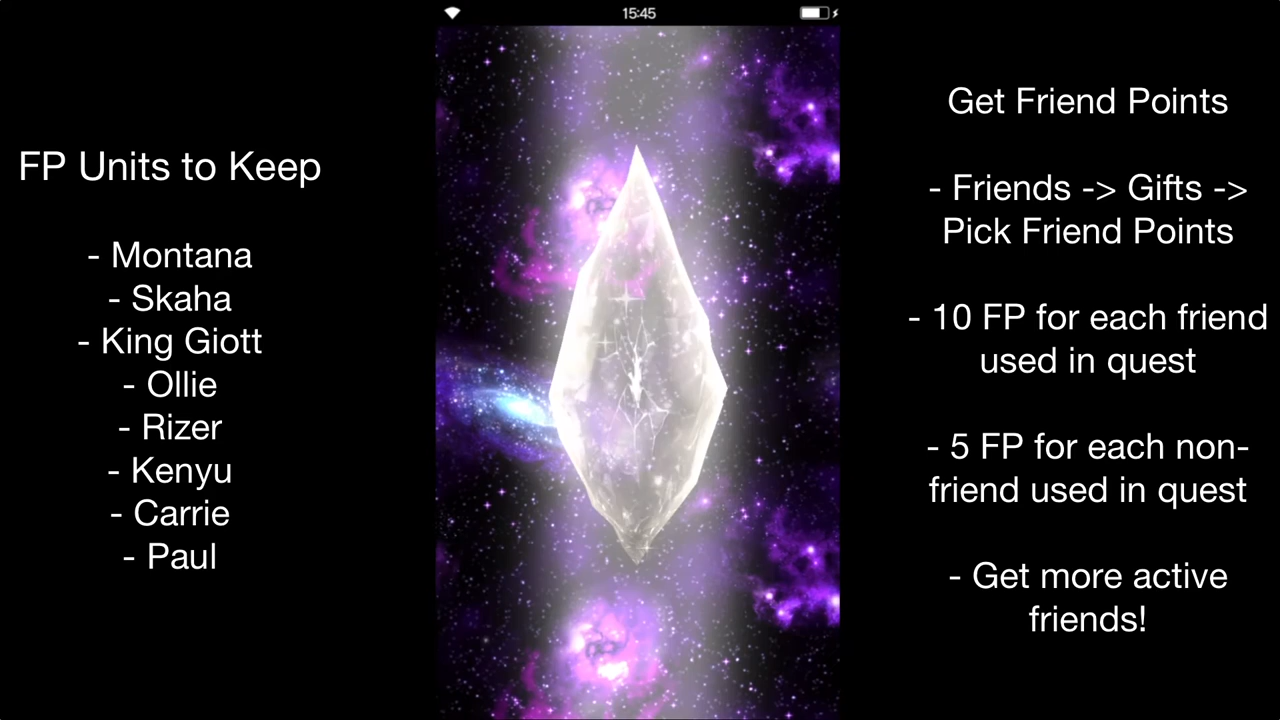 15:45
FP Units to Keep
- Montana
- Skaha
- King Giott
- Ollie
- Rizer
- Kenyu
- Carrie
- Paul
Get Friend Points
- Friends -> Gifts ->
Pick Friend Points
- 10 FP for each friend
used in quest
- 5 FP for each non-
friend used in quest
- Get more active
friends!